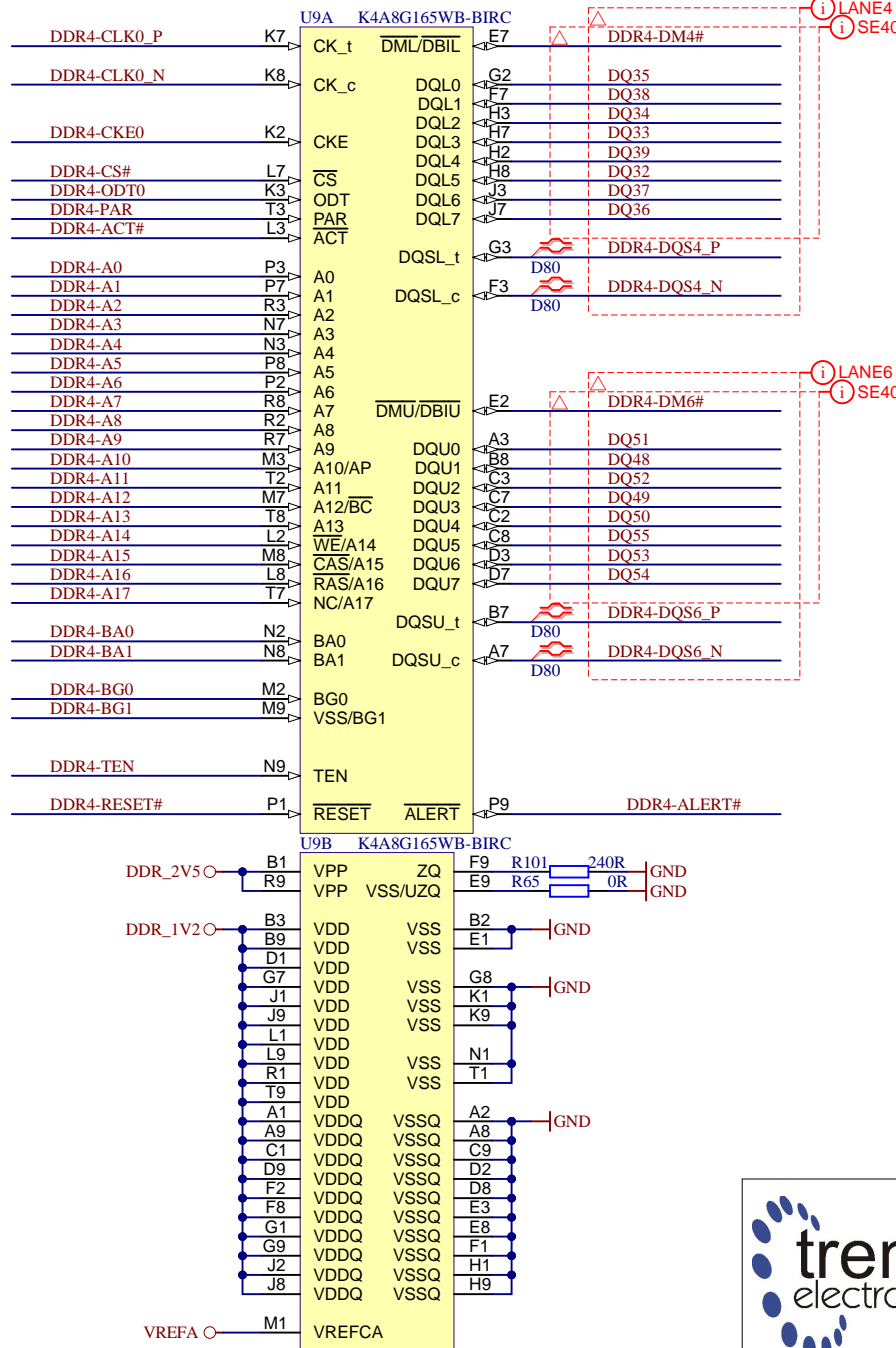 U9A K4A8G165WB-BIRC
LANE4
SE40
DDR4-CLK0_P K7 CK_t DML/DBIL E7 DDR4-DM4#
DDR4-CLK0_N K8 CK_c DQL0 G2 DQ35
DQL1 F7 DQ38
DQL2 H3 DQ34
DDR4-CKE0 K2 CKE DQL3 H7 DQ33
DQL4 H2 DQ39
DDR4-CS# L7 CS DQL5 H8 DQ32
DDR4-ODT0 K3 ODT DQL6 J3 DQ37
DDR4-PAR T3 PAR DQL7 J7 DQ36
DDR4-ACT# L3 ACT
DQSL_t G3 D80 DDR4-DQS4_P
DDR4-A0 P3 A0
DDR4-A1 P7 A1 DQSL_c F3 D80 DDR4-DQS4_N
DDR4-A2 R3 A2
DDR4-A3 N7 A3
DDR4-A4 N3 A4
DDR4-A5 P8 A5
LANE6
DDR4-A6 P2 A6
SE40
DDR4-A7 R8 A7 DMU/DBIU E2 DDR4-DM6#
DDR4-A8 R2 A8
DDR4-A9 R7 A9 DQU0 A3 DQ51
DDR4-A10 M3 A10/AP DQU1 B8 DQ48
DDR4-A11 T2 A11 DQU2 C3 DQ52
DDR4-A12 M7 A12/BC DQU3 C7 DQ49
DDR4-A13 T8 A13 DQU4 C2 DQ50
DDR4-A14 L2 WE/A14 DQU5 C8 DQ55
DDR4-A15 M8 CAS/A15 DQU6 D3 DQ53
DDR4-A16 L8 RAS/A16 DQU7 D7 DQ54
DDR4-A17 T7 NC/A17
DQSU_t B7 D80 DDR4-DQS6_P
DDR4-BA0 N2 BA0
DDR4-BA1 N8 BA1 DQSU_c A7 D80 DDR4-DQS6_N
DDR4-BG0 M2 BG0
DDR4-BG1 M9 VSS/BG1
DDR4-TEN N9 TEN
DDR4-RESET# P1 RESET ALERT P9 DDR4-ALERT#
U9B K4A8G165WB-BIRC
DDR_2V5 B1 VPP ZQ F9 R101 240R GND
R9 VPP VSS/UZQ E9 R65 0R GND
DDR_1V2 B3 VDD VSS B2 GND
B9 VDD VSS E1
D1 VDD
G7 VDD VSS G8 GND
J1 VDD VSS K1
J9 VDD VSS K9
L1 VDD
L9 VDD VSS N1
R1 VDD VSS T1
T9 VDD
A1 VDDQ VSSQ A2 GND
A9 VDDQ VSSQ A8
C1 VDDQ VSSQ C9
D9 VDDQ VSSQ D2
F2 VDDQ VSSQ D8
F8 VDDQ VSSQ E3
G1 VDDQ VSSQ E8
G9 VDDQ VSSQ F1
J2 VDDQ VSSQ H1
J8 VDDQ VSSQ H9
VREFA M1 VREFCA
tren
electro